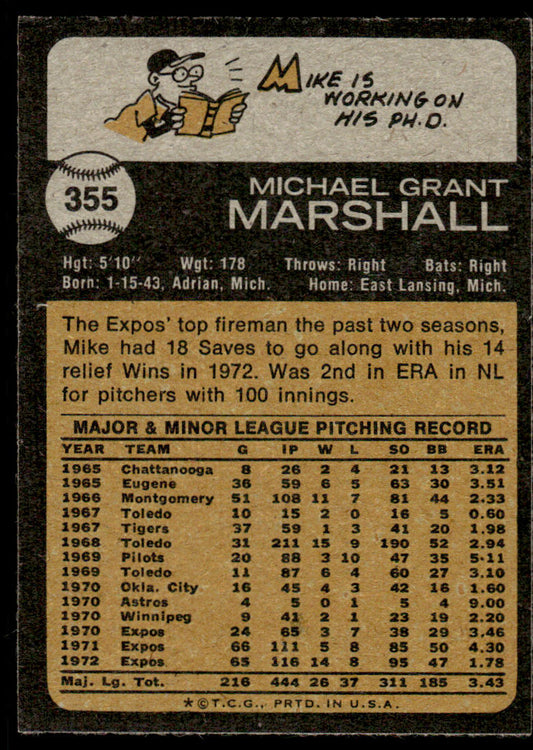 MIKE IS
WORKING ON
HIS PH.D.
355
MICHAEL GRANT
MARSHALL
Hgt: 5'10" Wgt: 178 Throws: Right Bats: Right
Born: 1-15-43, Adrian, Mich. Home: East Lansing, Mich.
The Expos' top fireman the past two seasons,
Mike had 18 Saves to go along with his 14
relief Wins in 1972. Was 2nd in ERA in NL
for pitchers with 100 innings.
MAJOR & MINOR LEAGUE PITCHING RECORD
YEAR TEAM G IP W L SO BB ERA
1965 Chattanooga 8 26 2 4 21 13 3.12
1965 Eugene 36 59 6 5 63 30 3.51
1966 Montgomery 51 108 11 7 81 44 2.33
1967 Toledo 10 15 2 0 16 5 0.60
1967 Tigers 37 59 1 3 41 20 1.98
1968 Toledo 31 211 15 9 190 52 2.94
1969 Pilots 20 88 3 10 47 35 5.11
1969 Toledo 11 87 6 4 60 27 3.10
1970 Okla. City 16 45 4 3 42 16 1.60
1970 Astros 4 5 0 1 5 4 9.00
1970 Winnipeg 9 41 2 1 23 19 2.20
1970 Expos 24 65 3 7 38 29 3.46
1971 Expos 66 111 5 8 85 50 4.30
1972 Expos 65 116 14 8 95 47 1.78
Maj. Lg. Tot. 216 444 26 37 311 185 3.43
*©T.C.G., PRTD. IN U.S.A.